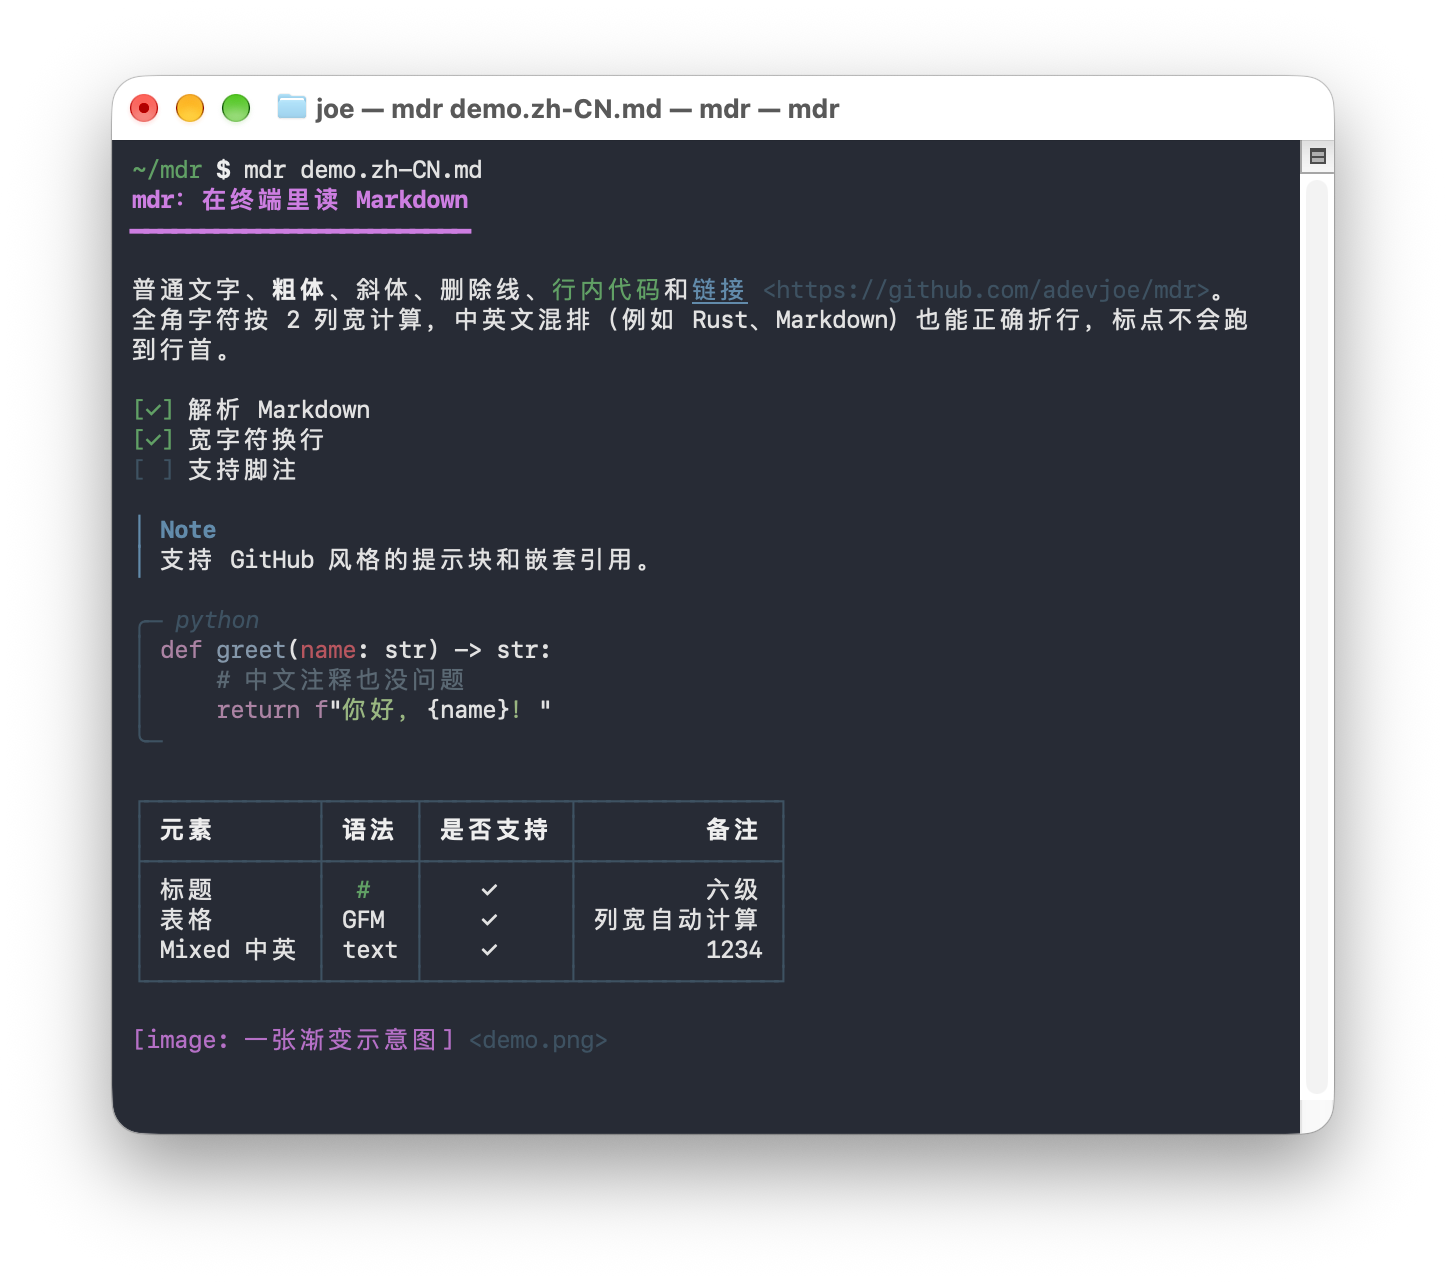 joe — mdr demo.zh-CN.md — mdr — mdr
~/mdr $ mdr demo.zh-CN.md
mdr：在终端里读 Markdown
普通文字、粗体、斜体、删除线、行内代码和链接 <https://github.com/adevjoe/mdr>。
全角字符按 2 列宽计算，中英文混排（例如 Rust、Markdown）也能正确折行，标点不会跑
到行首。
[✓] 解析 Markdown
[✓] 宽字符换行
[ ] 支持脚注
Note
支持 GitHub 风格的提示块和嵌套引用。
python
def greet(name: str) -> str:
# 中文注释也没问题
return f"你好，{name}！"
元素 语法 是否支持 备注
标题 # ✓ 六级
表格 GFM ✓ 列宽自动计算
Mixed 中英 text ✓ 1234
[image: 一张渐变示意图] <demo.png>